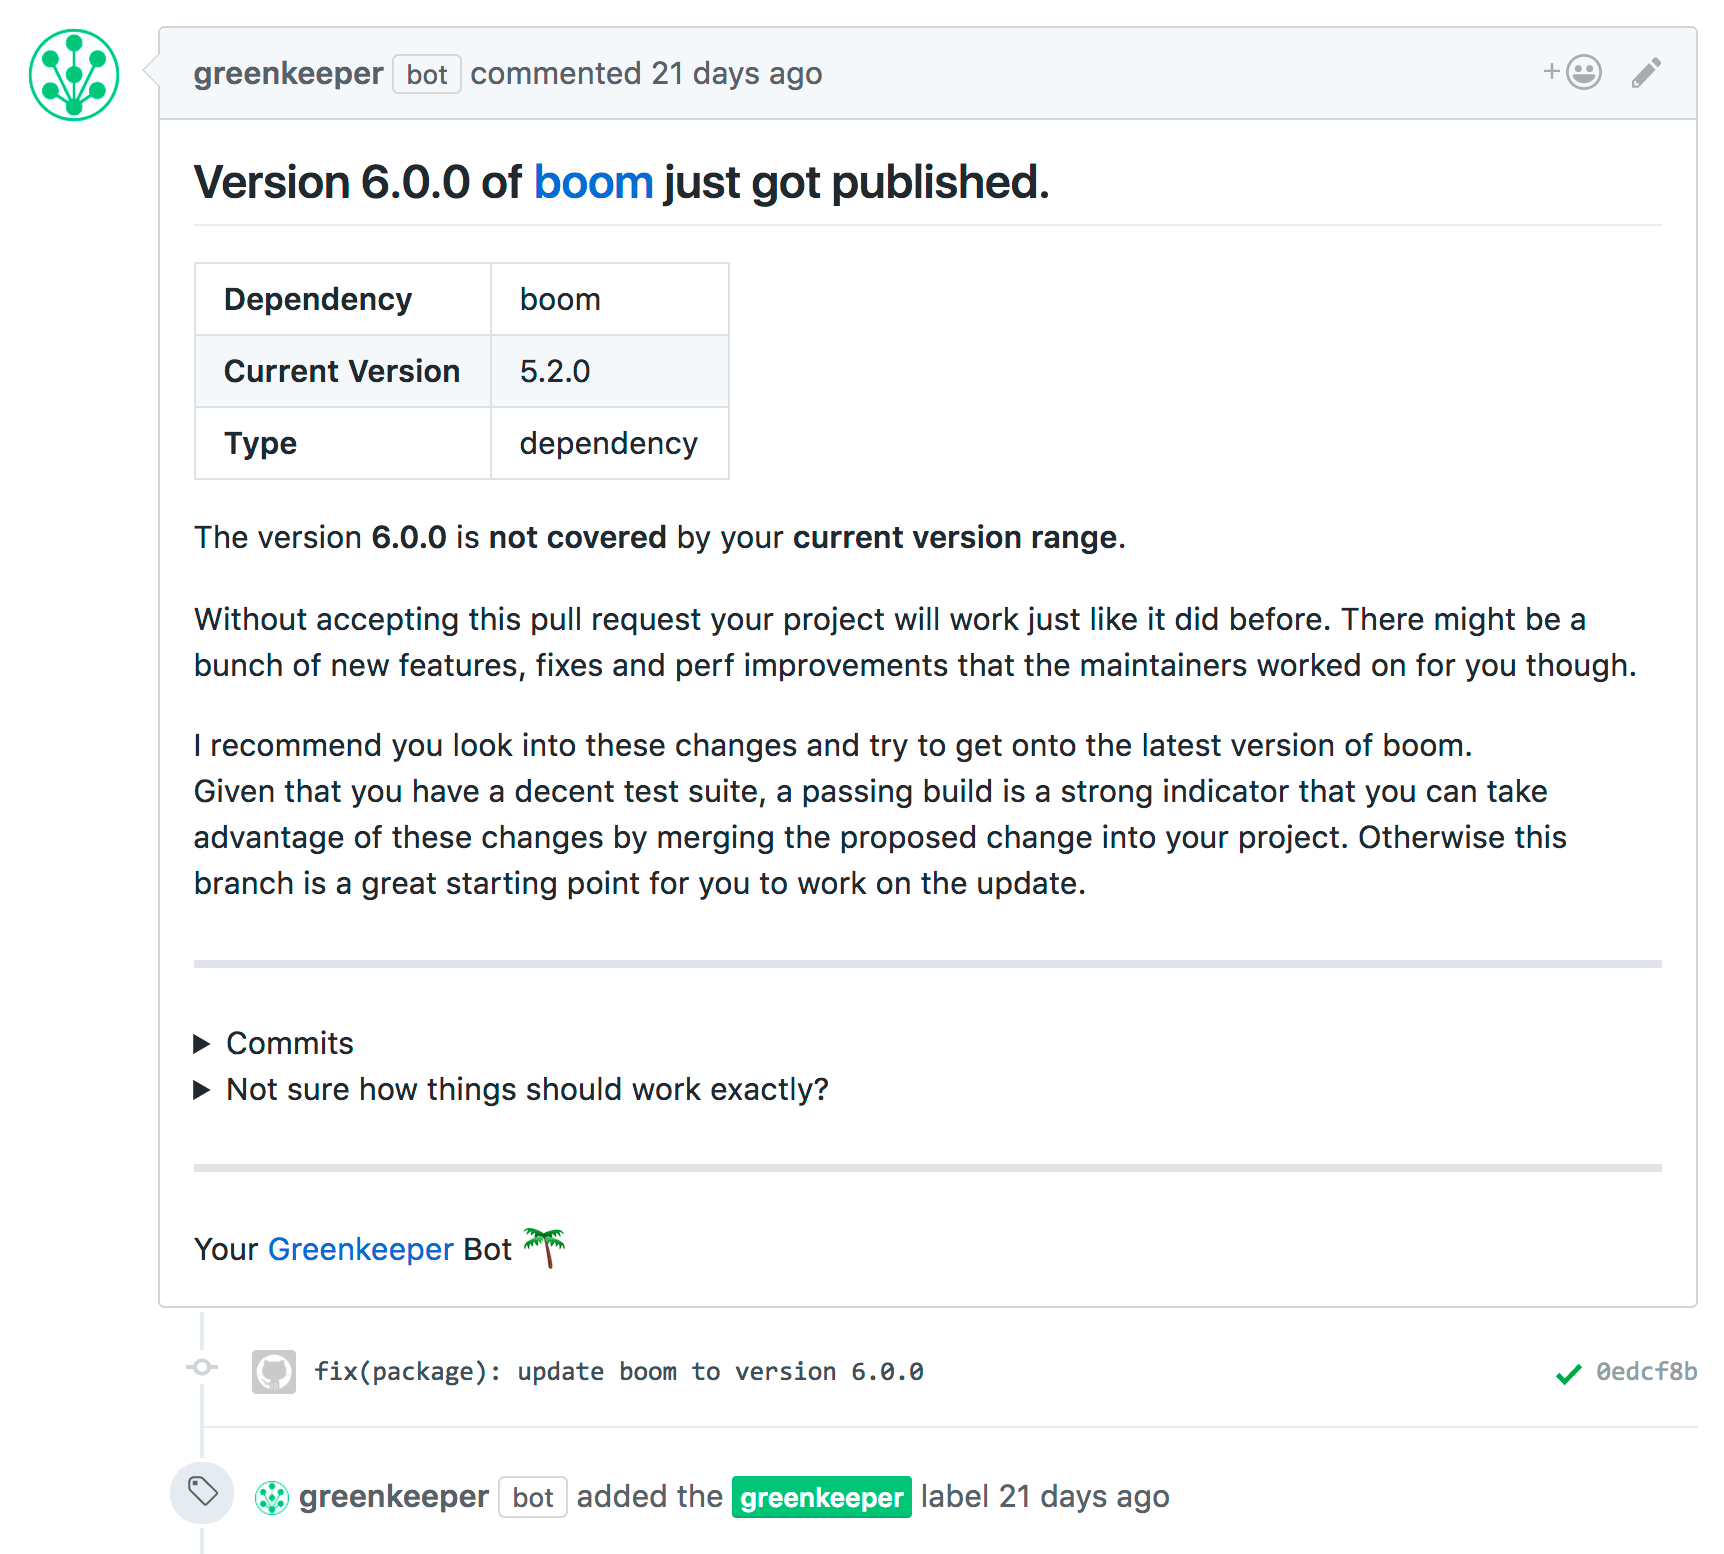 greenkeeper bot commented 21 days ago
Version 6.0.0 of boom just got published.
Dependency boom
Current Version 5.2.0
Type dependency
The version 6.0.0 is not covered by your current version range.
Without accepting this pull request your project will work just like it did before. There might be a
bunch of new features, fixes and perf improvements that the maintainers worked on for you though.
I recommend you look into these changes and try to get onto the latest version of boom.
Given that you have a decent test suite, a passing build is a strong indicator that you can take
advantage of these changes by merging the proposed change into your project. Otherwise this
branch is a great starting point for you to work on the update.
Commits
Not sure how things should work exactly?
Your Greenkeeper Bot 🌴
fix(package): update boom to version 6.0.0 0edcf8b
greenkeeper bot added the greenkeeper label 21 days ago